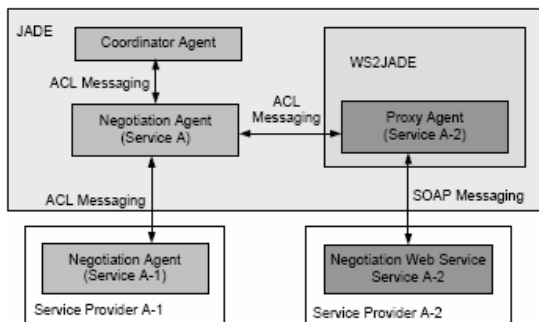 JADE
Coordinator Agent
WS2JADE
ACL Messaging
ACL
Messaging
Negotiation Agent
(Service A)
Proxy Agent
(Service A-2)
ACL Messaging
SOAP Messaging
Negotiation Agent
(Service A-1)
Service Provider A-1
Negotiation Web Service
Service A-2
Service Provider A-2